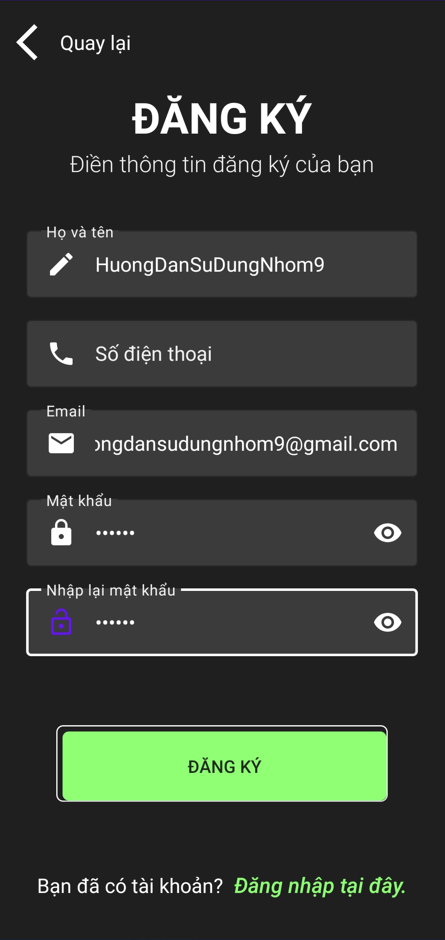 Quay lại
ĐĂNG KÝ
Điền thông tin đăng ký của bạn
Họ và tên
HuongDanSuDungNhom9
Số điện thoại
Email
ongdansudungnhom9@gmail.com
Mật khẩu
••••••
Nhập lại mật khẩu
••••••
ĐĂNG KÝ
Bạn đã có tài khoản? Đăng nhập tại đây.